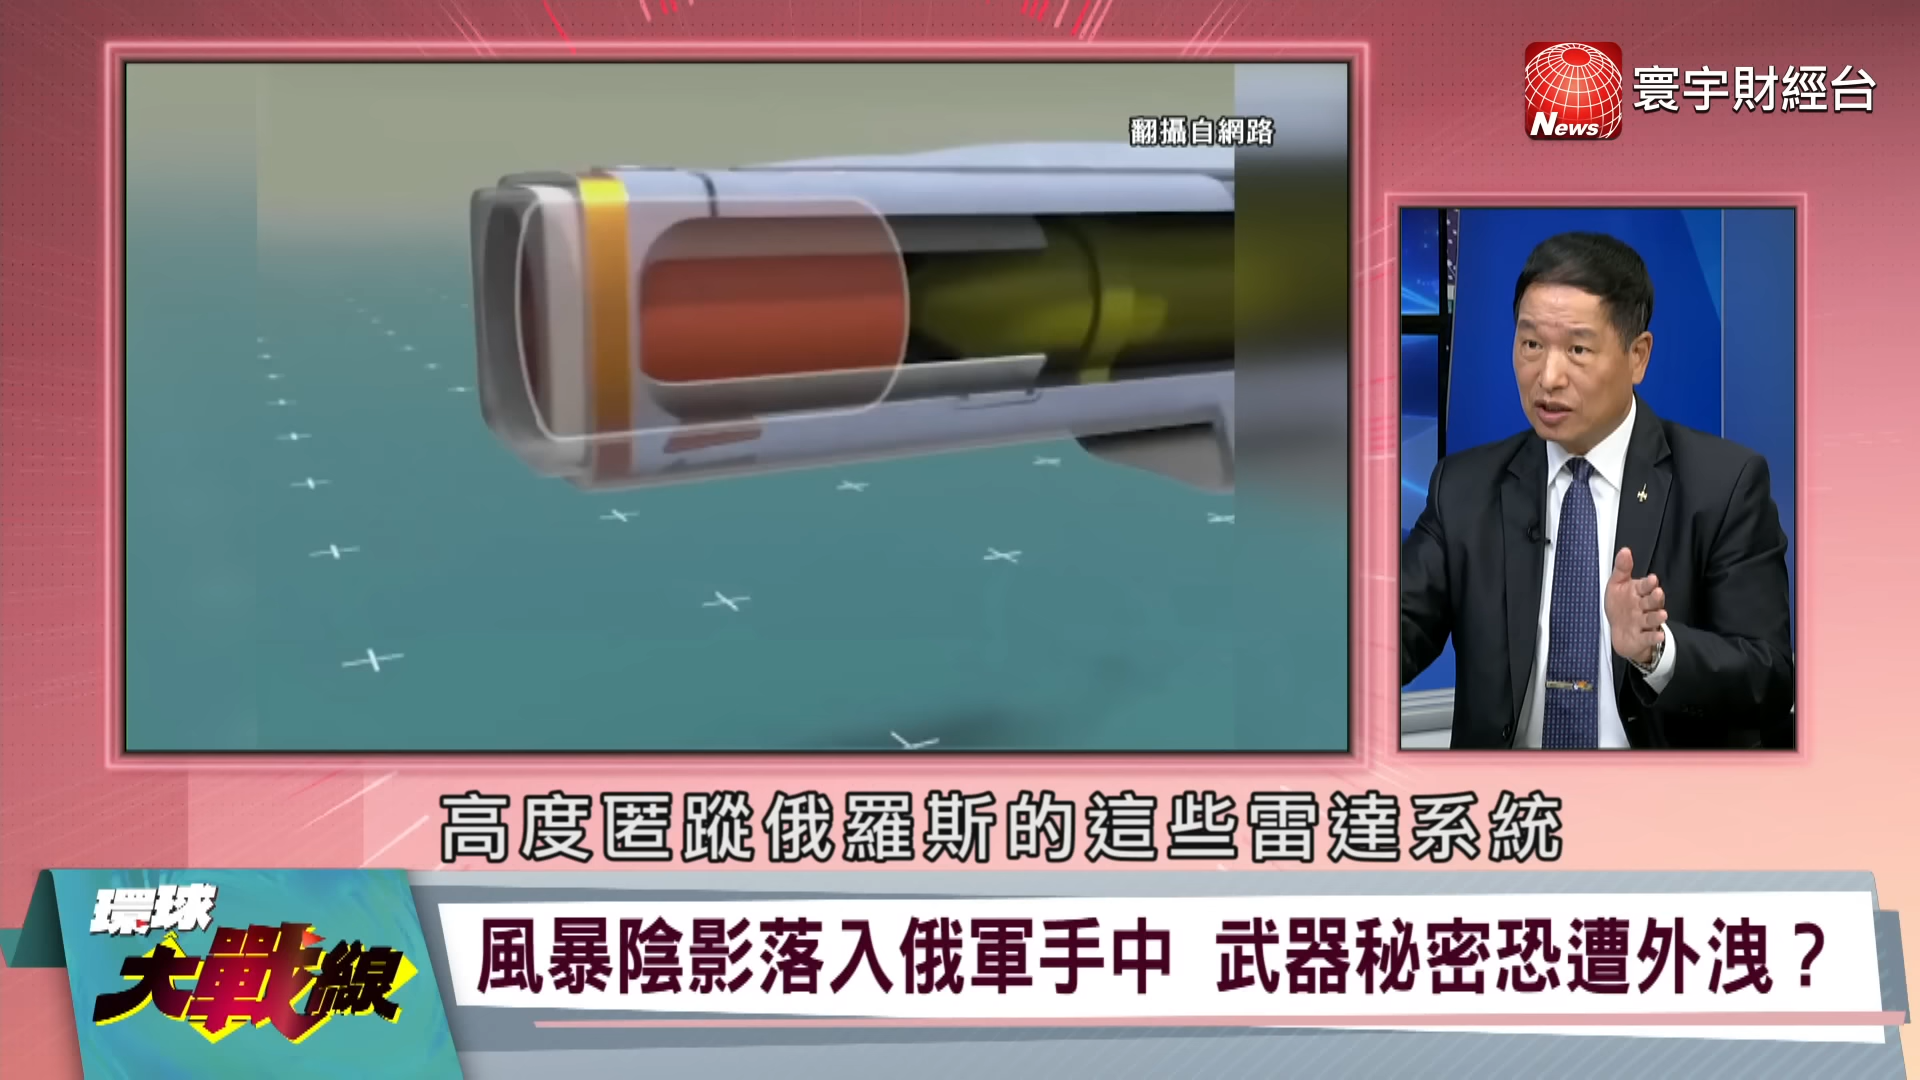 News
寰宇財經台
翻攝自網路
高度匿蹤俄羅斯的這些雷達系統
環球
大戰線
風暴陰影落入俄軍手中 武器秘密恐遭外洩？